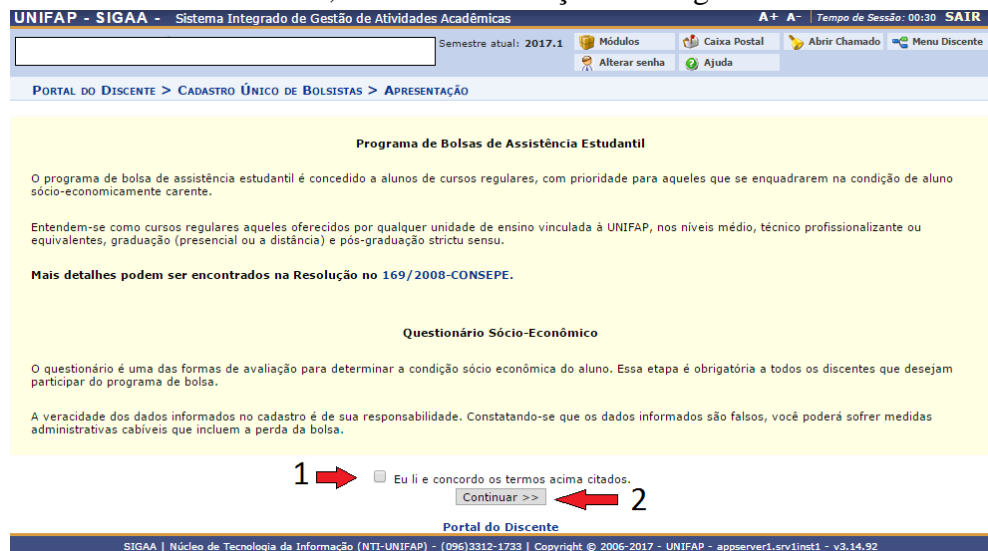 UNIFAP - SIGAA - Sistema Integrado de Gestão de Atividades Acadêmicas A+ A- | Tempo de Sessão: 00:30 SAIR
Semestre atual: 2017.1 Módulos Caixa Postal Abrir Chamado Menu Discente
Alterar senha Ajuda
PORTAL DO DISCENTE > CADASTRO ÚNICO DE BOLSISTAS > APRESENTAÇÃO
Programa de Bolsas de Assistência Estudantil
O programa de bolsa de assistência estudantil é concedido a alunos de cursos regulares, com prioridade para aqueles que se enquadrarem na condição de aluno
sócio-economicamente carente.
Entendem-se como cursos regulares aqueles oferecidos por qualquer unidade de ensino vinculada à UNIFAP, nos níveis médio, técnico profissionalizante ou
equivalentes, graduação (presencial ou a distância) e pós-graduação strictu sensu.
Mais detalhes podem ser encontrados na Resolução no 169/2008-CONSEPE.
Questionário Sócio-Econômico
O questionário é uma das formas de avaliação para determinar a condição sócio econômica do aluno. Essa etapa é obrigatória a todos os discentes que desejam
participar do programa de bolsa.
A veracidade dos dados informados no cadastro é de sua responsabilidade. Constatando-se que os dados informados são falsos, você poderá sofrer medidas
administrativas cabíveis que incluem a perda da bolsa.
1 Eu li e concordo os termos acima citados.
Continuar >> 2
Portal do Discente
SIGAA | Núcleo de Tecnologia da Informação (NTI-UNIFAP) - (096)3312-1733 | Copyright © 2006-2017 - UNIFAP - appserver1.srv1inst1 - v3.14.92